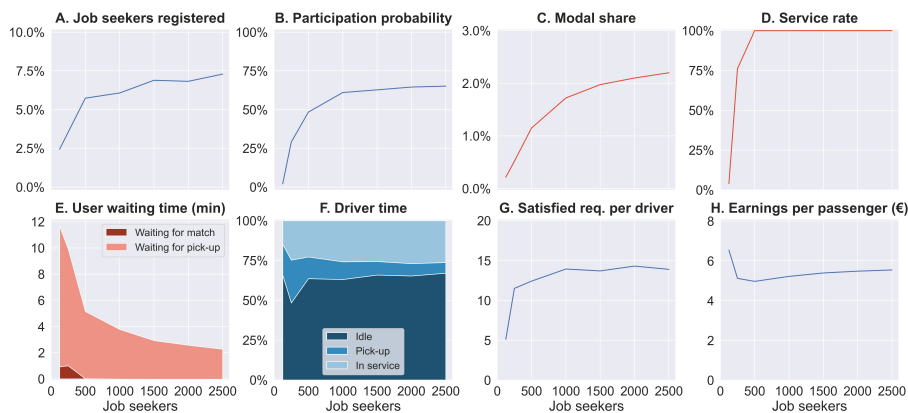 A. Job seekers registered
10.0%
7.5%
5.0%
2.5%
0.0%
B. Participation probability
100%
75%
50%
25%
0%
C. Modal share
3.0%
2.0%
1.0%
0.0%
D. Service rate
100%
75%
50%
25%
0%
E. User waiting time (min)
12
10
8
6
4
2
0
Waiting for match
Waiting for pick-up
0 500 1000 1500 2000 2500
Job seekers
F. Driver time
100%
75%
50%
25%
0%
Idle
Pick-up
In service
0 500 1000 1500 2000 2500
Job seekers
G. Satisfied req. per driver
20
15
10
5
0
0 500 1000 1500 2000 2500
Job seekers
H. Earnings per passenger (€)
8
6
4
2
0
0 500 1000 1500 2000 2500
Job seekers